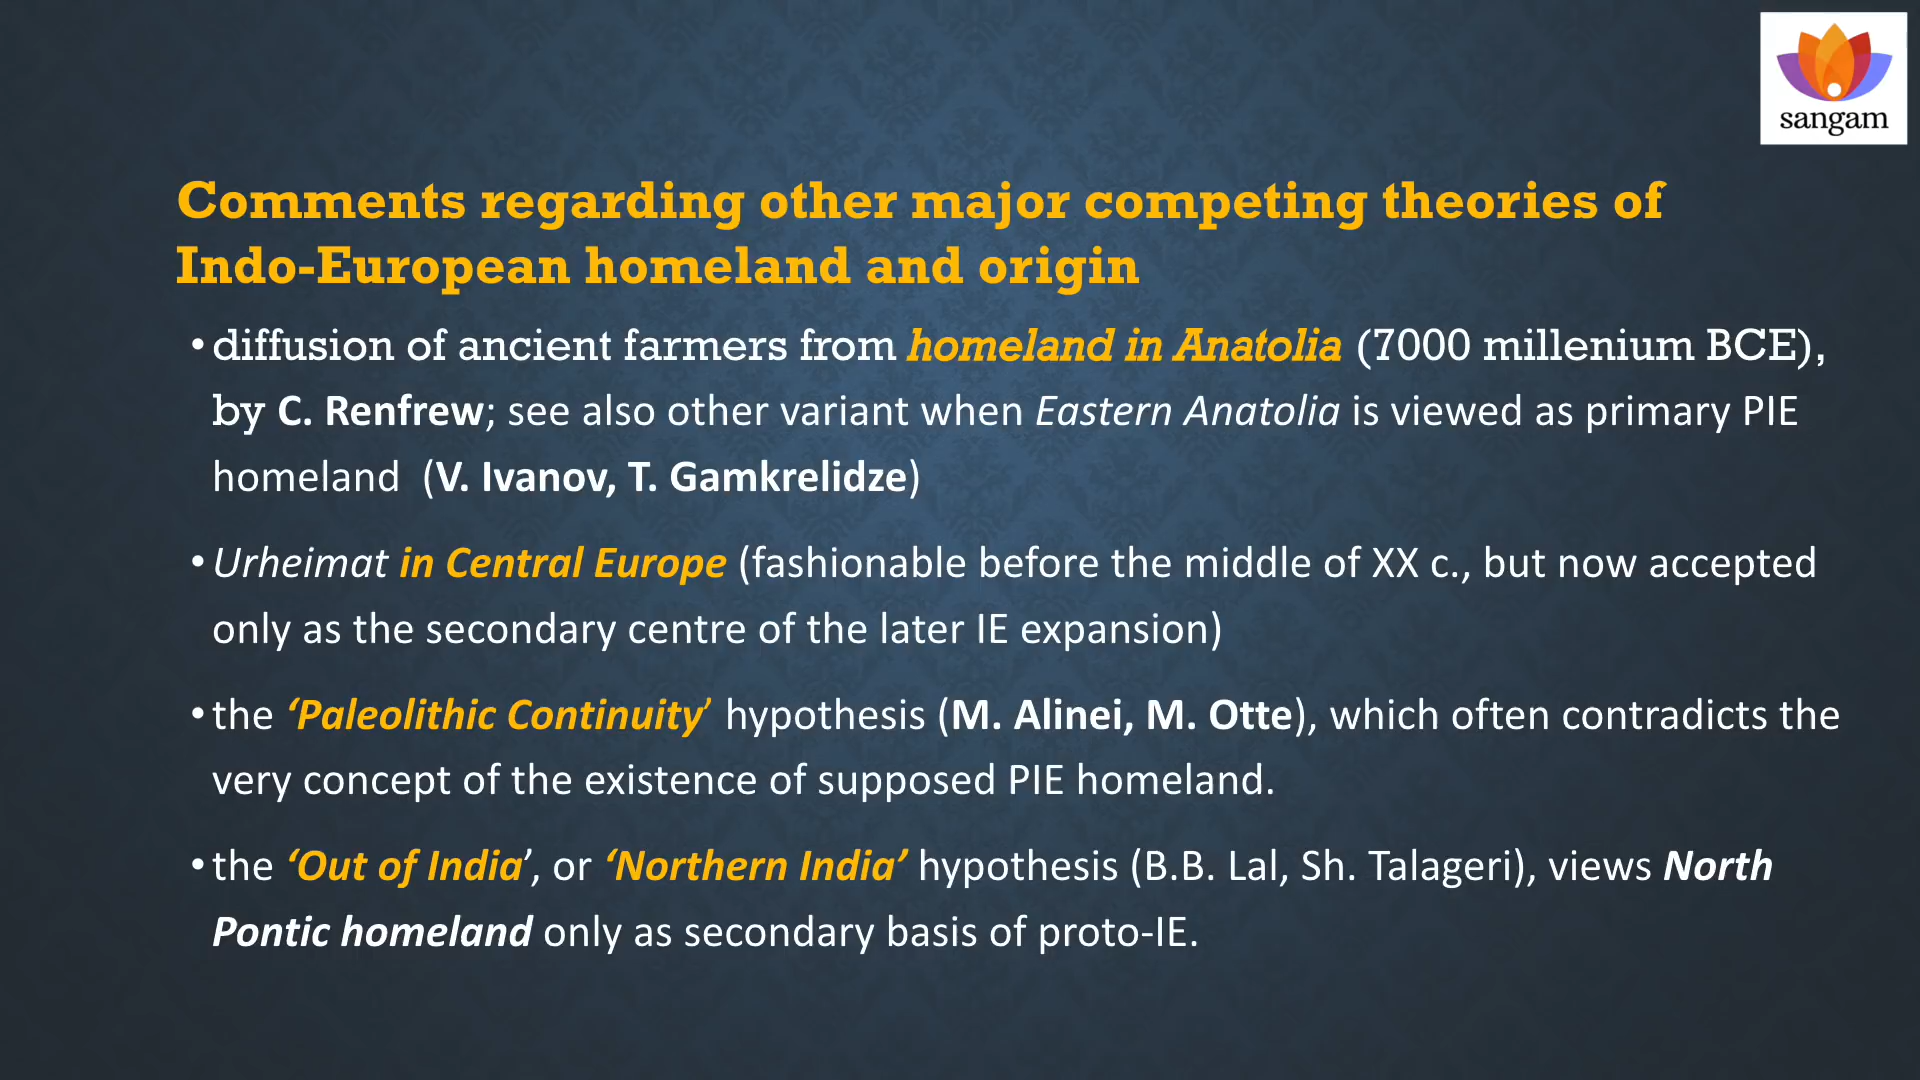 sangam
Comments regarding other major competing theories of
Indo-European homeland and origin
•diffusion of ancient farmers from homeland in Anatolia (7000 millenium BCE),
by C. Renfrew; see also other variant when Eastern Anatolia is viewed as primary PIE
homeland (V. Ivanov, T. Gamkrelidze)
•Urheimat in Central Europe (fashionable before the middle of XX c., but now accepted
only as the secondary centre of the later IE expansion)
•the ‘Paleolithic Continuity’ hypothesis (M. Alinei, M. Otte), which often contradicts the
very concept of the existence of supposed PIE homeland.
•the ‘Out of India’, or ‘Northern India’ hypothesis (B.B. Lal, Sh. Talageri), views North
Pontic homeland only as secondary basis of proto-IE.